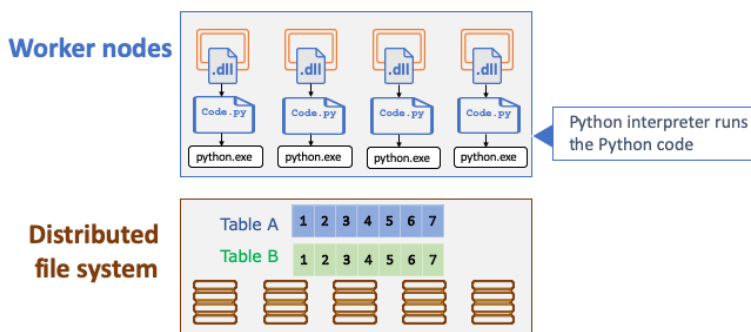 Worker nodes
.dll .dll .dll .dll
Code.py Code.py Code.py Code.py
python.exe python.exe python.exe python.exe
Python interpreter runs
the Python code
Distributed
file system
Table A 1 2 3 4 5 6 7
Table B 1 2 3 4 5 6 7